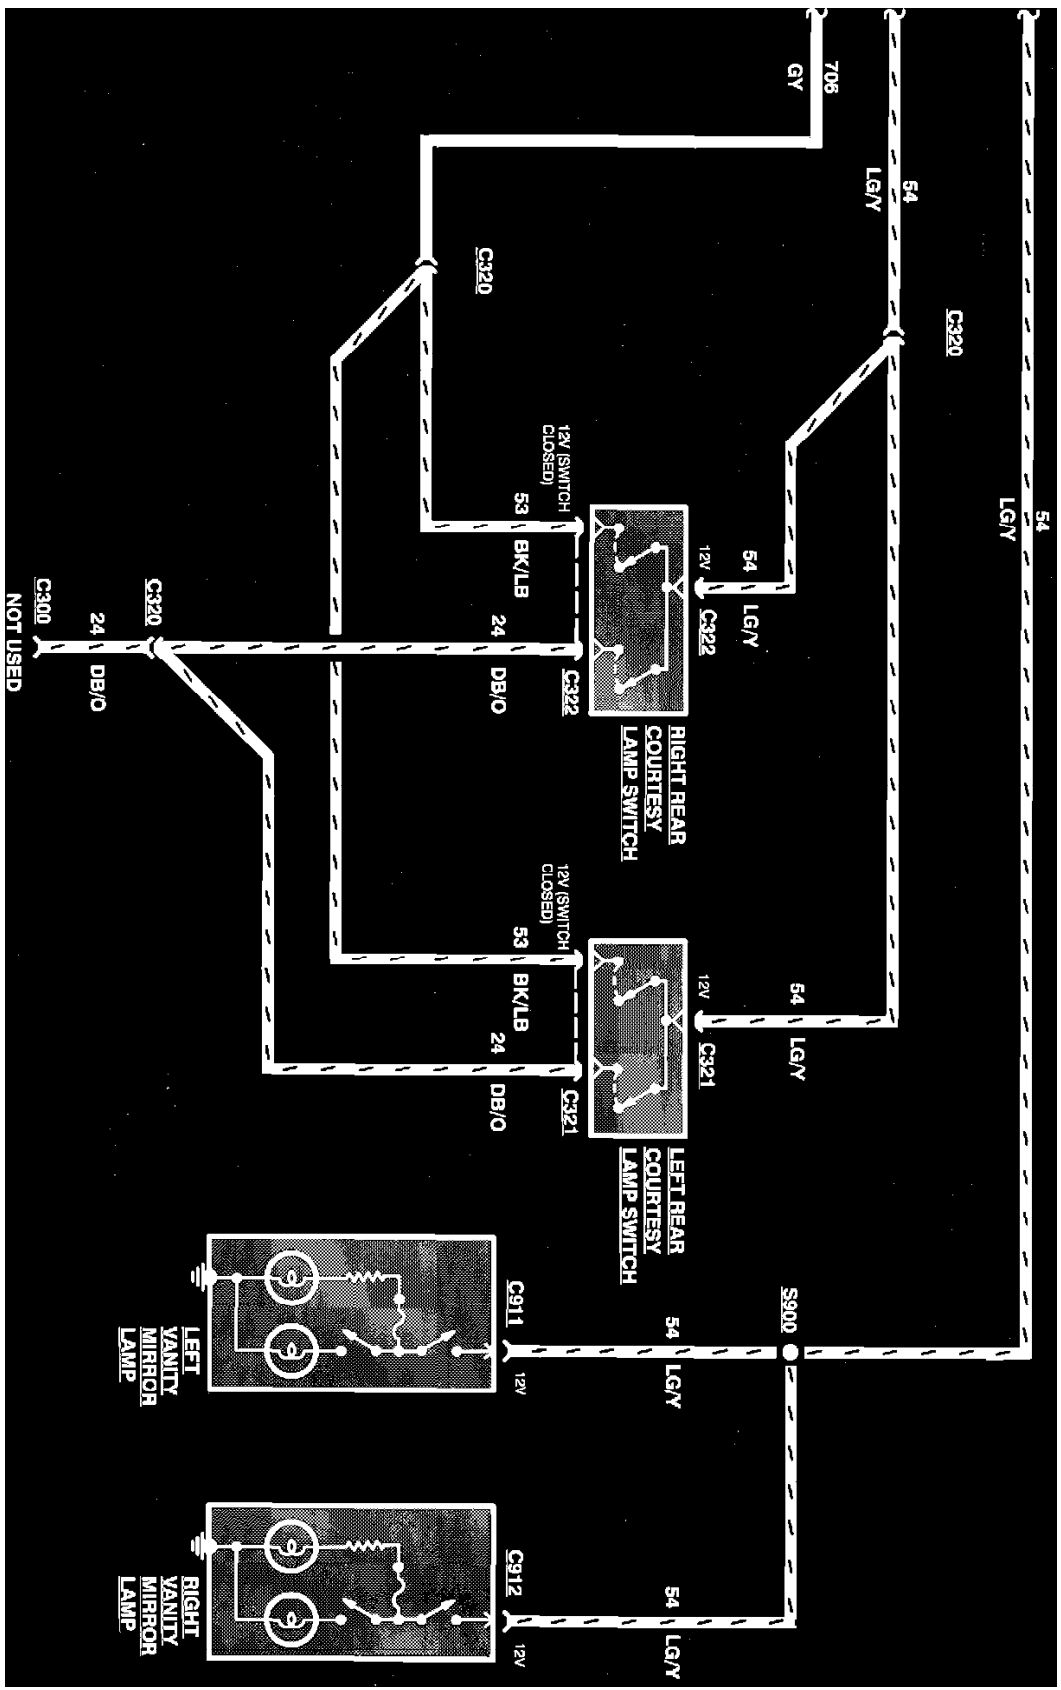 54
LG/Y
C320
54
LG/Y
706
GY
54 LG/Y
S900
54 LG/Y
12V C322
12V C321
RIGHT REAR
COURTESY
LAMP SWITCH
LEFT REAR
COURTESY
LAMP SWITCH
54 LG/Y
54 LG/Y
12V (SWITCH
CLOSED)
C322
12V (SWITCH
CLOSED)
C321
53 BK/LB
24 DB/O
53 BK/LB
24 DB/O
C911
12V
C912
12V
C320
LEFT
VANITY
MIRROR
LAMP
RIGHT
VANITY
MIRROR
LAMP
C320
24 DB/O
C300
NOT USED